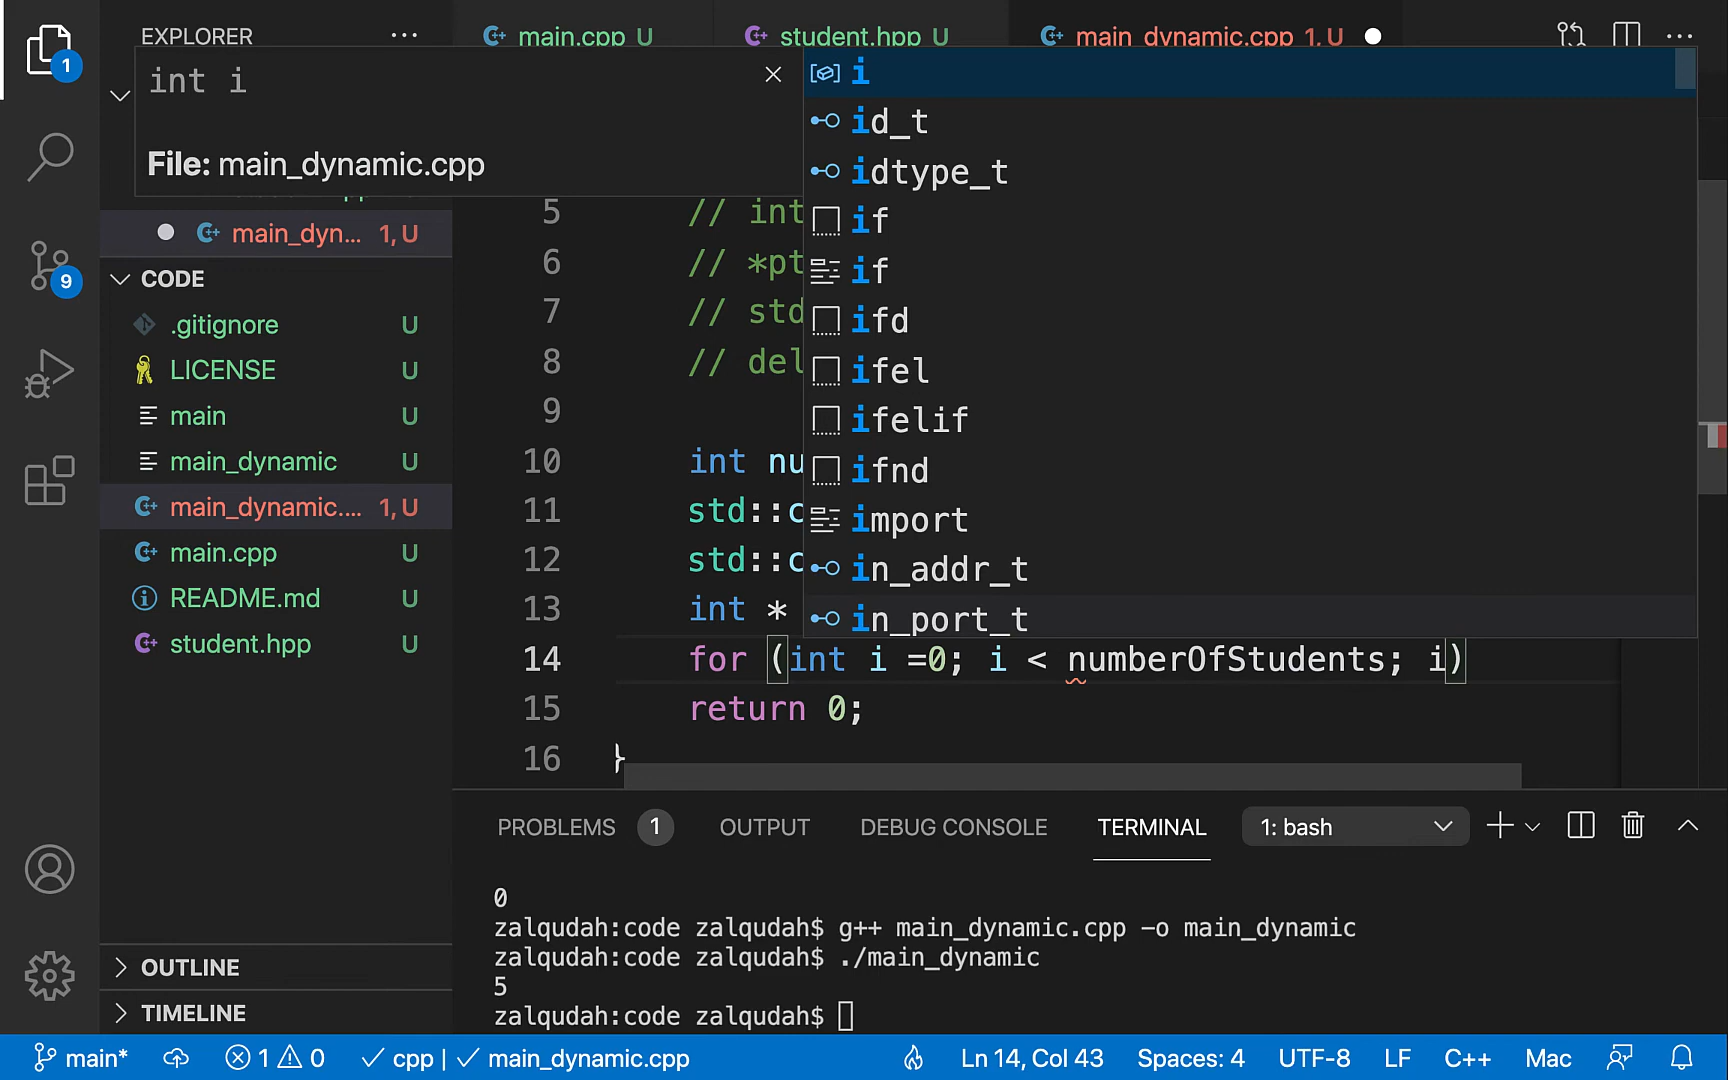 EXPLORER ...
main.cpp U
student.hpp U
main_dynamic.cpp 1, U
1
int i
File: main_dynamic.cpp
i
id_t
idtype_t
if
if
ifd
ifel
ifelif
ifnd
import
in_addr_t
in_port_t
main_dyn... 1, U
9
CODE
.gitignore U
LICENSE U
main U
main_dynamic U
main_dynamic.... 1, U
main.cpp U
README.md U
student.hpp U
OUTLINE
TIMELINE
5 // int
6 // *pt
7 // std
8 // del
9
10 int nu
11 std::c
12 std::c
13 int *
14 for (int i =0; i < numberOfStudents; i)
15 return 0;
16 }
PROBLEMS 1 OUTPUT DEBUG CONSOLE TERMINAL 1: bash
0
zalqudah:code zalqudah$ g++ main_dynamic.cpp -o main_dynamic
zalqudah:code zalqudah$ ./main_dynamic
5
zalqudah:code zalqudah$
main* 1 0 cpp | main_dynamic.cpp Ln 14, Col 43 Spaces: 4 UTF-8 LF C++ Mac